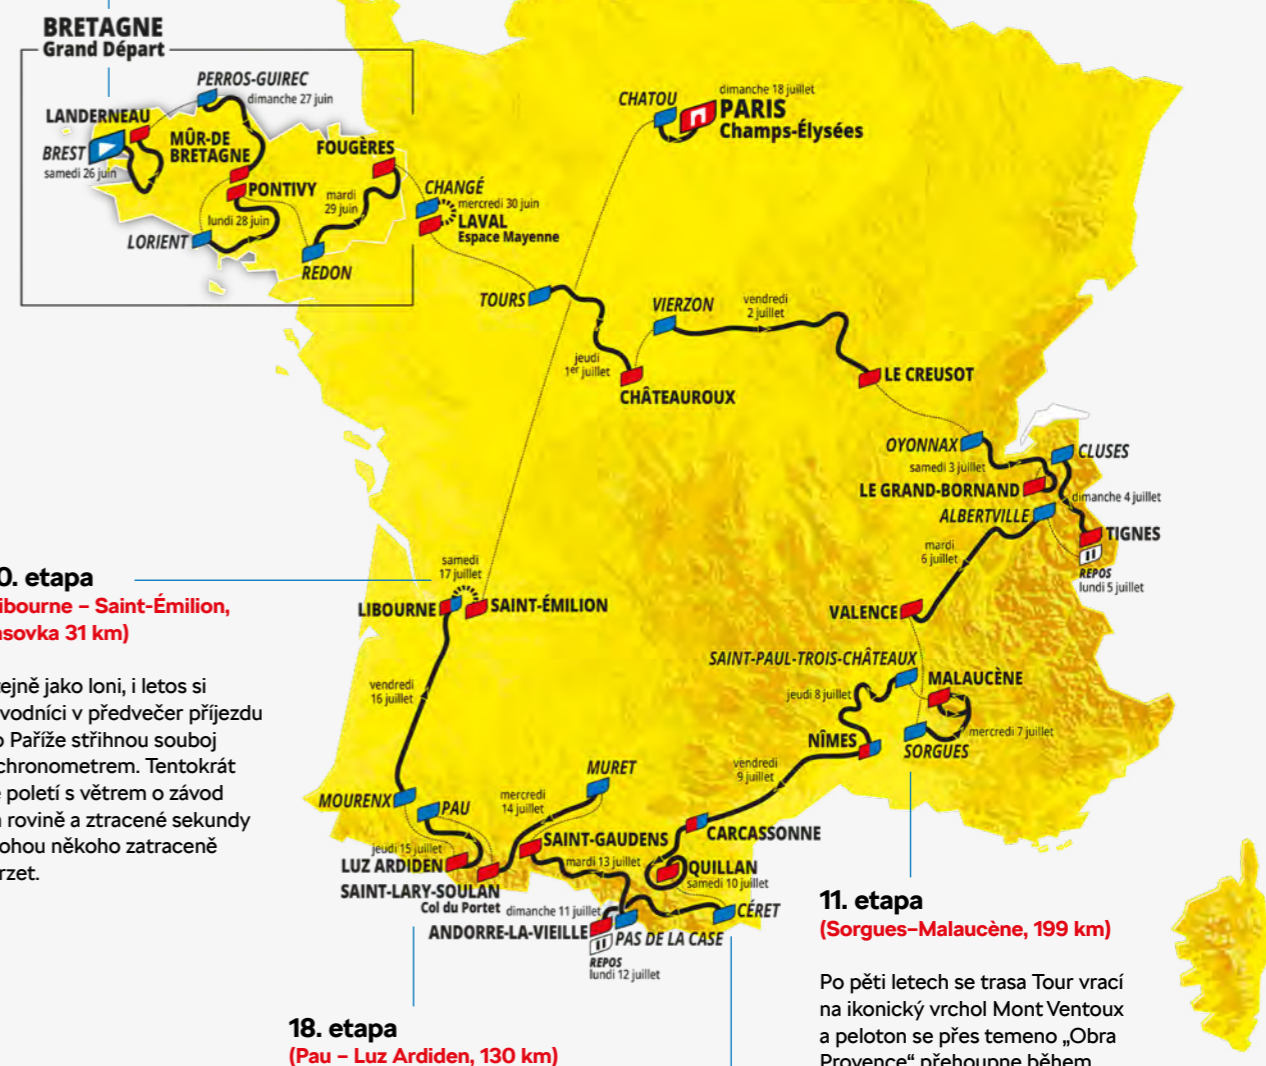 BRETAGNE
Grand Départ
PERROS-GUIREC
dimanche 27 juin
LANDERNEAU
MÛR-DE
BRETAGNE
BREST
samedi 26 juin
FOUGÈRES
PONTIVY
mardi
29 juin
lundi 28 juin
LORIENT
REDON
CHANGÉ
mercredi 30 juin
LAVAL
Espace Mayenne
CHATOU
dimanche 18 juillet
PARIS
Champs-Élysées
TOURS
VIERZON
vendredi
2 juillet
jeudi
1er juillet
CHÂTEAUROUX
LE CREUSOT
OYONNAX
samedi 3 juillet
CLUSES
LE GRAND-BORNAND
dimanche 4 juillet
ALBERTVILLE
TIGNES
mardi
6 juillet
REPOS
lundi 5 juillet
VALENCE
samedi
17 juillet
LIBOURNE
SAINT-ÉMILION
vendredi
16 juillet
SAINT-PAUL-TROIS-CHÂTEAUX
MALAUCÈNE
jeudi 8 juillet
mercredi 7 juillet
NÎMES
SORGUES
vendredi
9 juillet
MURET
mercredi
14 juillet
MOURENX
PAU
SAINT-GAUDENS
CARCASSONNE
jeudi 15 juillet
LUZ ARDIDEN
mardi 13 juillet
QUILLAN
samedi 10 juillet
SAINT-LARY-SOULAN
Col du Portet
dimanche 11 juillet
CÉRET
ANDORRE-LA-VIEILLE
PAS DE LA CASE
REPOS
lundi 12 juillet
0. etapa
ibourne – Saint-Émilion,
asovka 31 km)
ejně jako loni, i letos si
vodníci v předvečer příjezdu
o Paříže střihnou souboj
chronometrem. Tentokrát
e poletí s větrem o závod
rovině a ztracené sekundy
ohou někoho zatraceně
rzet.
18. etapa
(Pau – Luz Ardiden, 130 km)
11. etapa
(Sorgues–Malaucène, 199 km)
Po pěti letech se trasa Tour vrací
na ikonický vrchol Mont Ventoux
a peloton se přes temeno „Obra
Provence“ přehoupne během